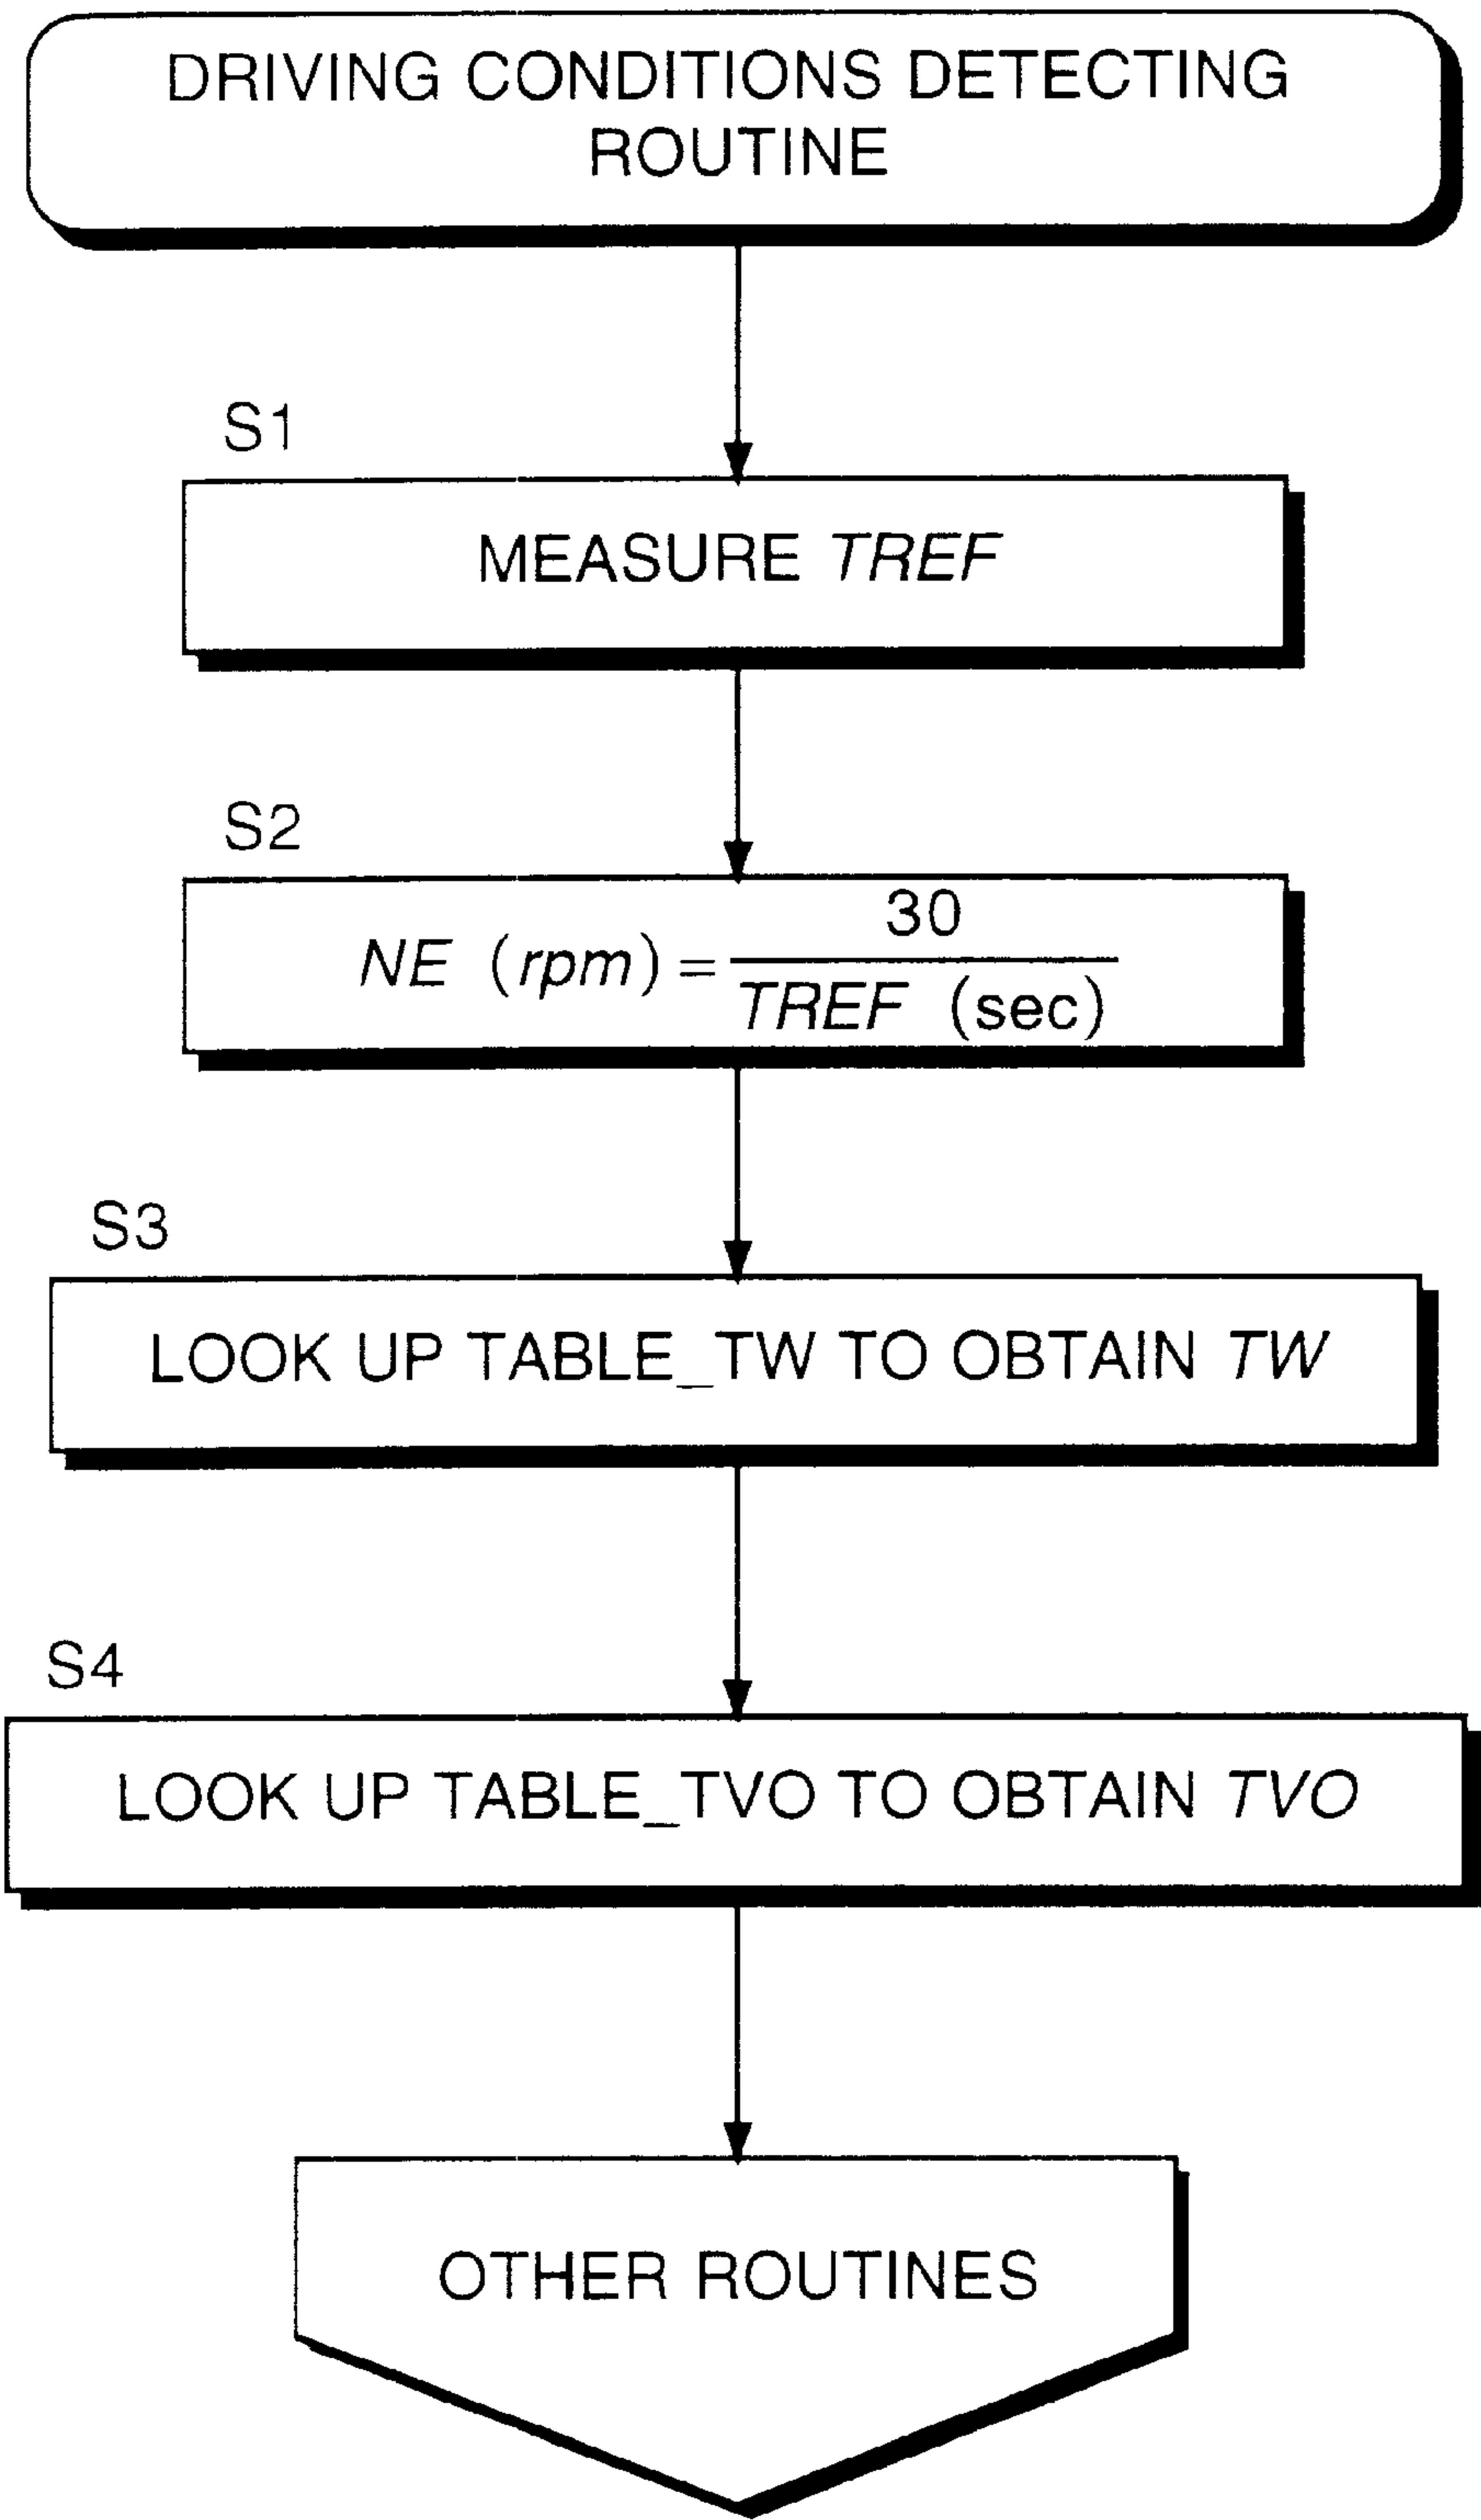 DRIVING CONDITIONS DETECTING
ROUTINE
S1
MEASURE TREF
S2
NE (rpm) = 30 / TREF (sec)
S3
LOOK UP TABLE_TW TO OBTAIN TW
S4
LOOK UP TABLE_TVO TO OBTAIN TVO
OTHER ROUTINES